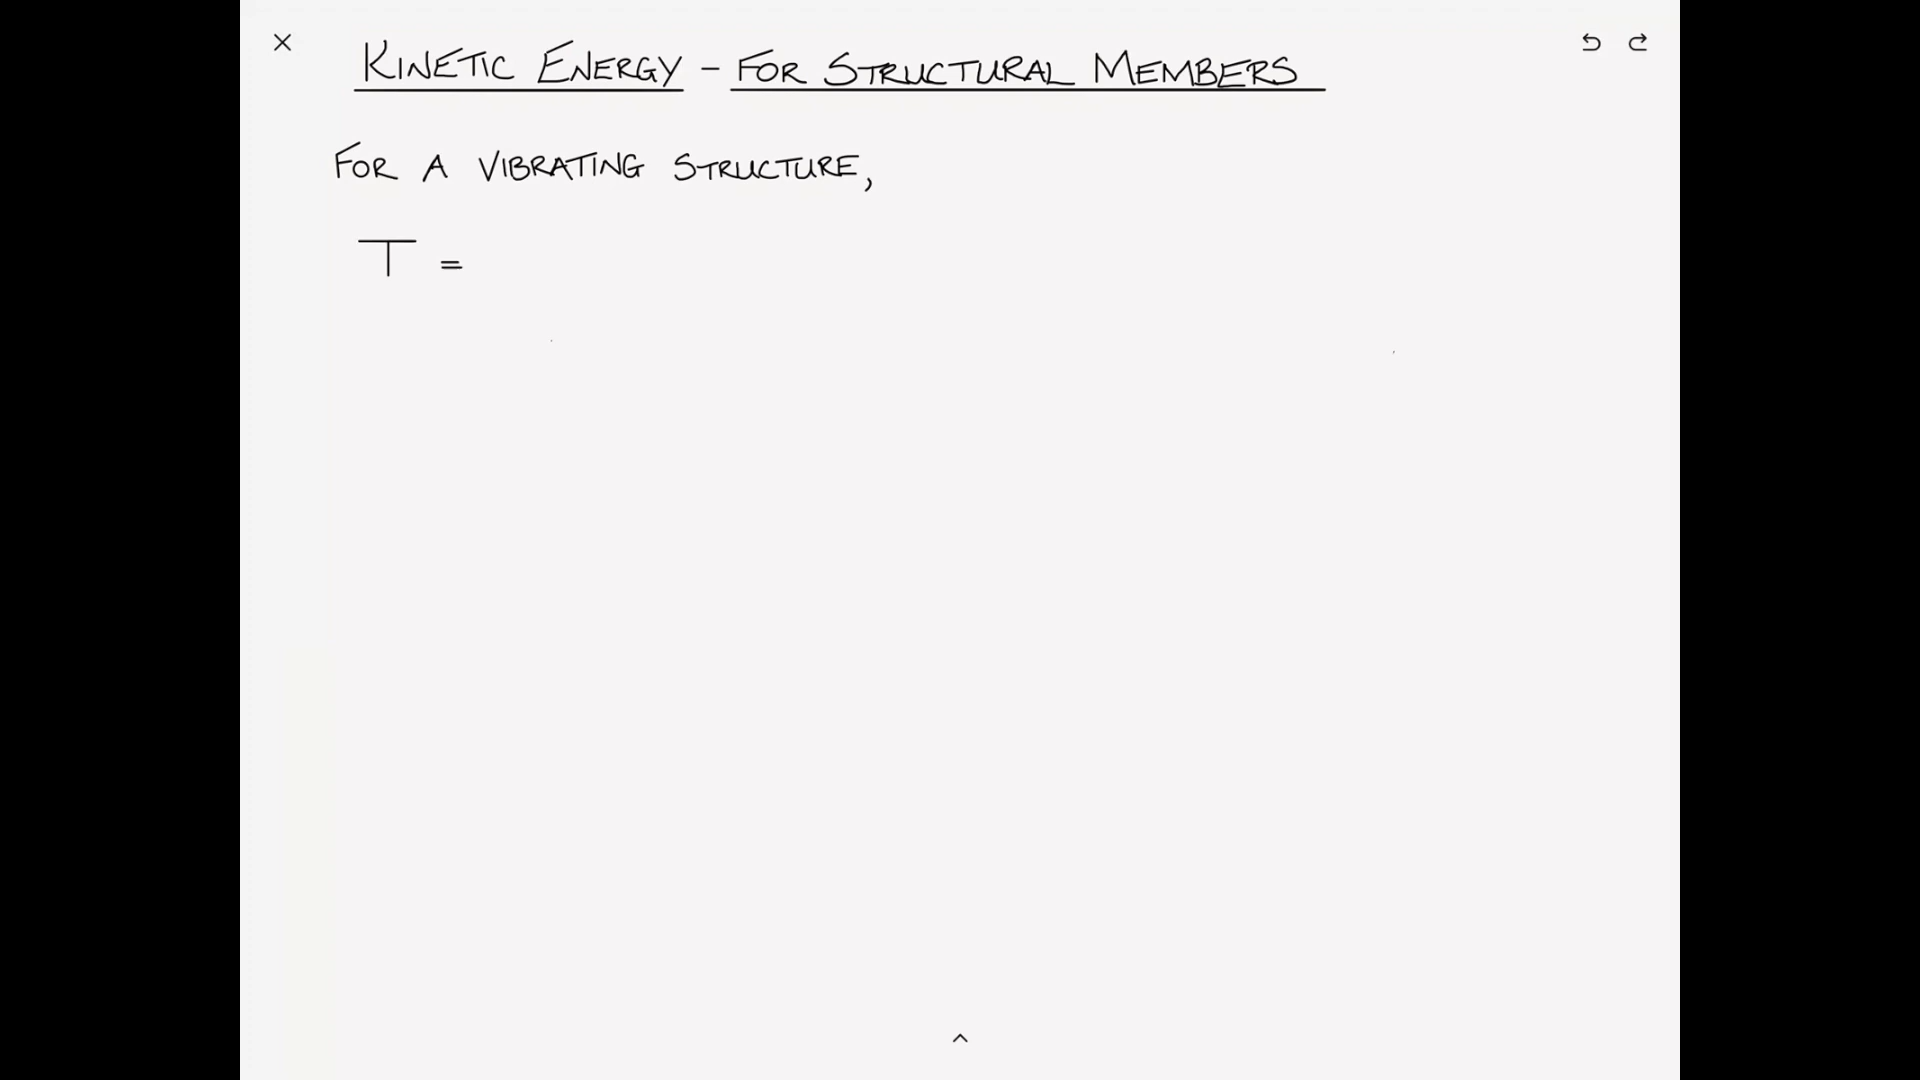 KINETIC ENERGY - FOR STRUCTURAL MEMBERS
FOR A VIBRATING STRUCTURE,
T =